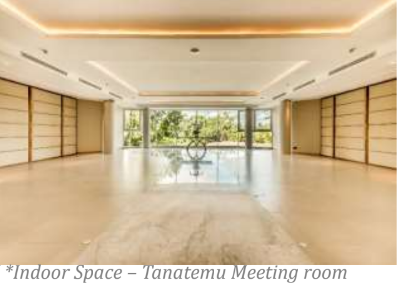 *Indoor Space – Tanatemu Meeting room